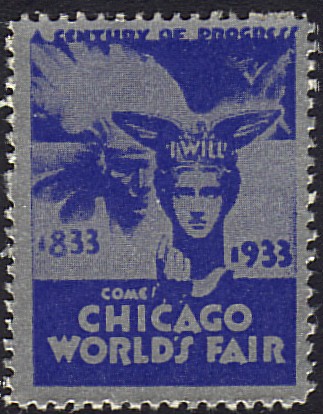 A CENTURY OF PROGRESS
I WILL
1833
1933
COME!
CHICAGO
WORLD'S FAIR